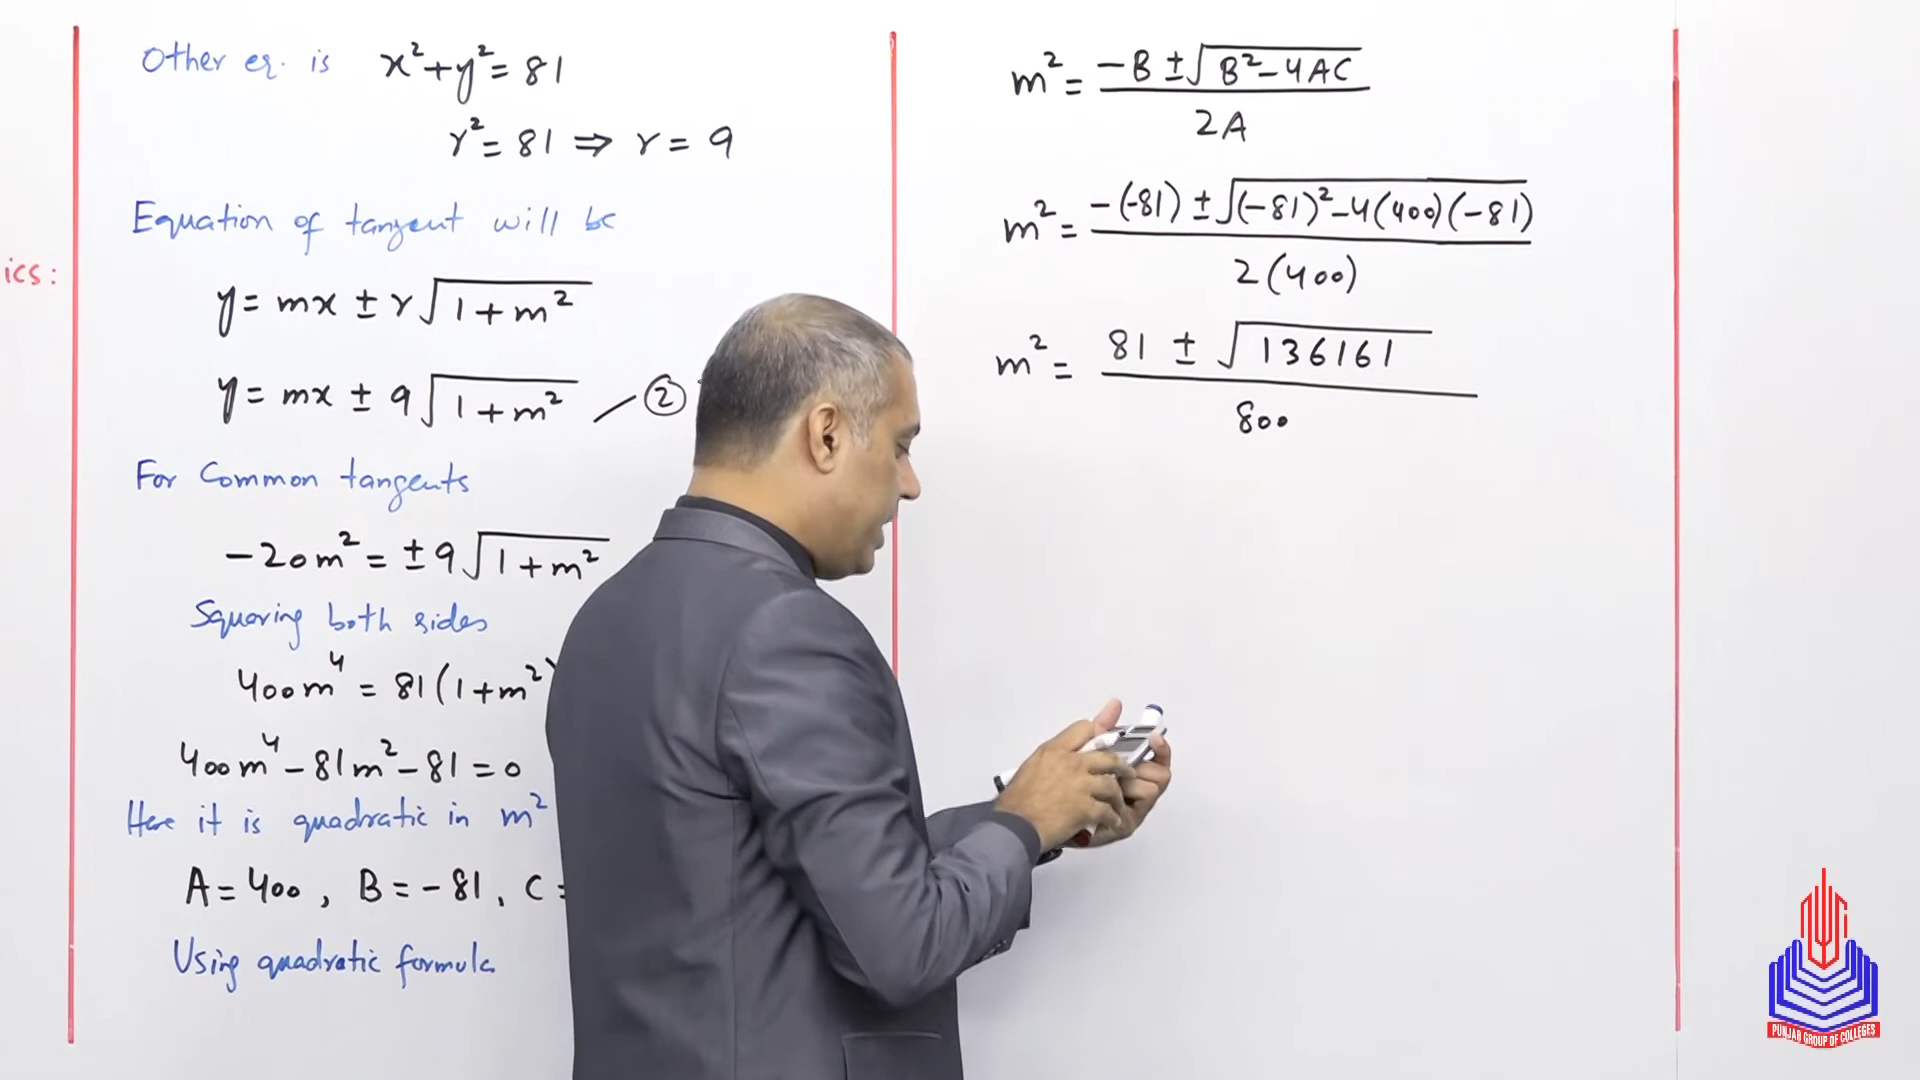 Other eq. is x²+y²=81
r²=81 ⇒ r=9
Equation of tangent will be
ics:
y=mx±r√(1+m²)
y=mx±9√(1+m²) ②
For Common tangents
-20m²=±9√(1+m²)
Squaring both sides
400m⁴=81(1+m²
400m⁴-81m²-81=0
Here it is quadratic in m²
A=400, B=-81, C=
Using quadratic formula
m²=(-B±√(B²-4AC))/2A
m²=(-(-81)±√((-81)²-4(400)(-81)))/2(400)
m²=(81±√136161)/800
PUNJAB GROUP OF COLLEGES